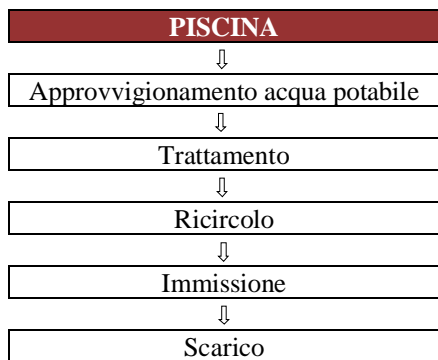 PISCINA
⇩
Approvvigionamento acqua potabile
⇩
Trattamento
⇩
Ricircolo
⇩
Immissione
⇩
Scarico